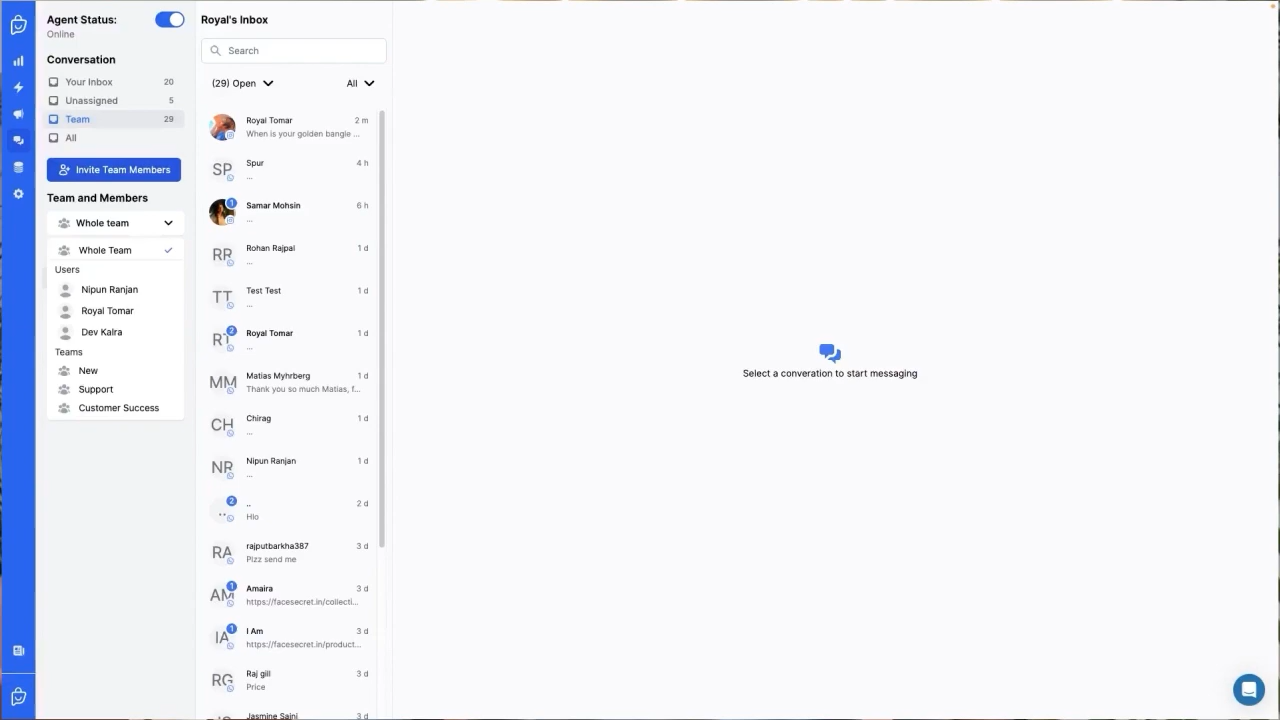 Agent Status:
Online
Conversation
Your Inbox 20
Unassigned 5
Team 29
All
Invite Team Members
Team and Members
Whole team
Whole Team
Users
Nipun Ranjan
Royal Tomar
Dev Kalra
Teams
New
Support
Customer Success
Royal's Inbox
Search
(29) Open All
Royal Tomar 2 m
When is your golden bangle ...
SP Spur 4 h
...
1 Samar Mohsin 6 h
...
RR Rohan Rajpal 1 d
...
TT Test Test 1 d
...
RT 2 Royal Tomar 1 d
...
MM Matias Myhrberg 1 d
Thank you so much Matias, f...
CH Chirag 1 d
...
NR Nipun Ranjan 1 d
...
.. 2 .. 2 d
Hlo
RA rajputbarkha387 3 d
Plzz send me
AM 1 Amaira 3 d
https://facesecret.in/collecti...
IA 1 I Am 3 d
https://facesecret.in/product...
RG Raj gill 3 d
Price
Jasmine Saini 3 d
Select a converation to start messaging